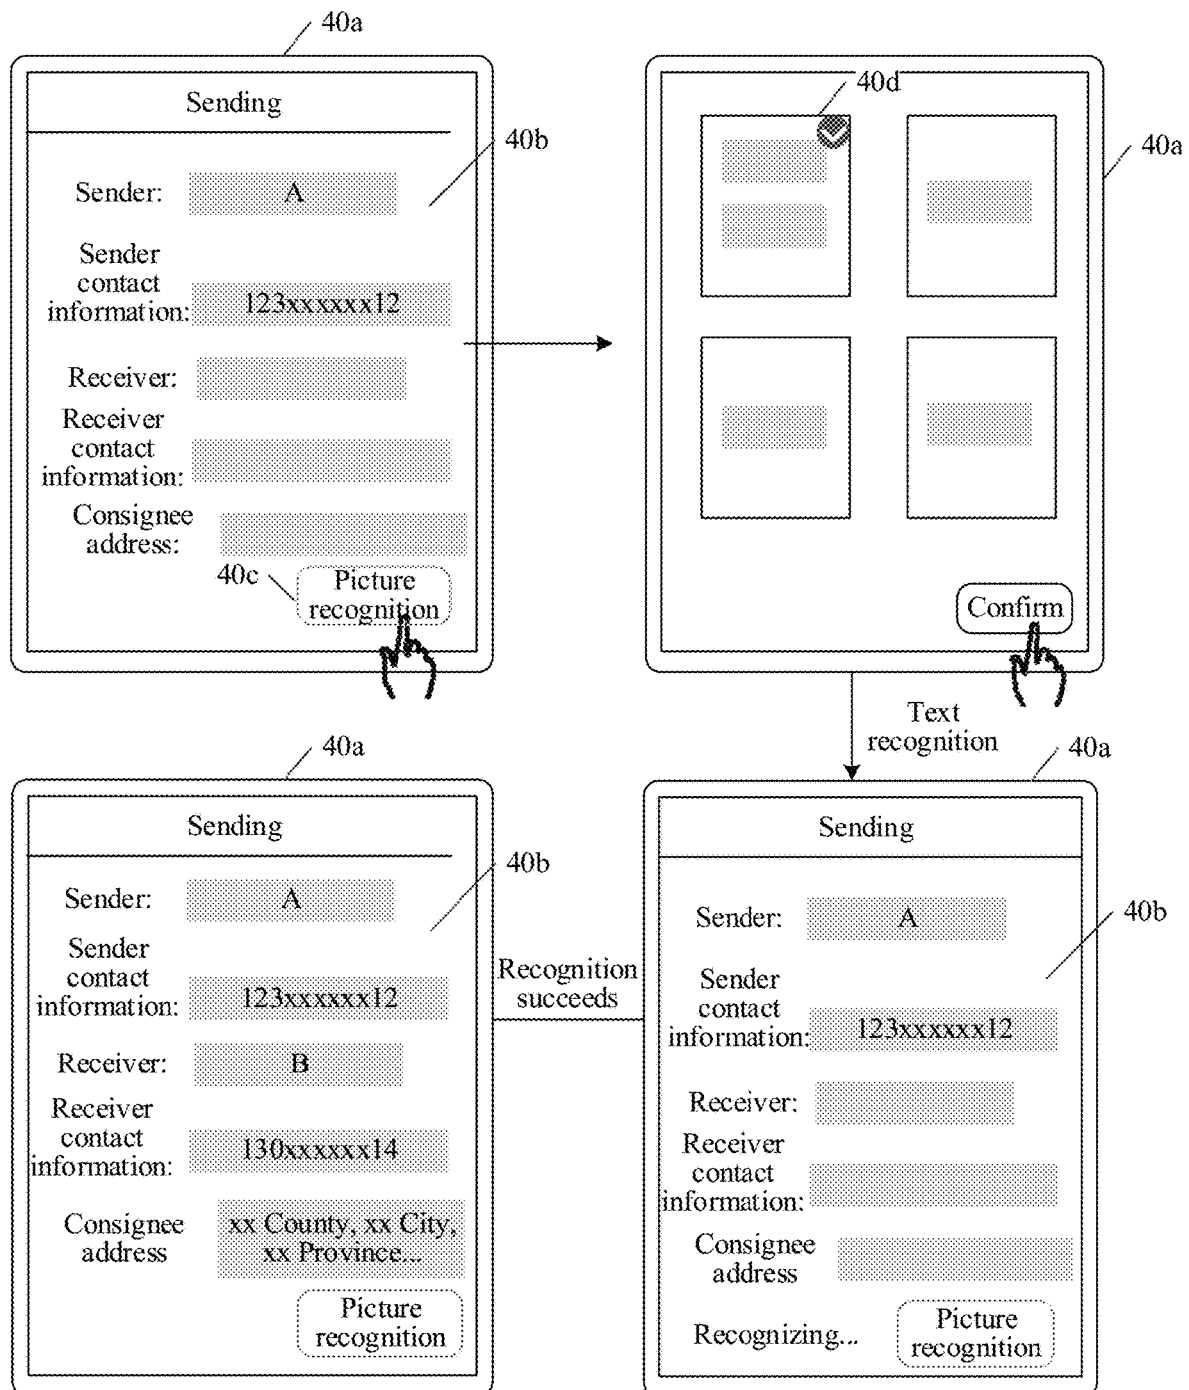 40a
Sending
40b
Sender:
A
Sender
contact
information:
123xxxxxx12
Receiver:
Receiver
contact
information:
Consignee
address:
40c
Picture
recognition
40d
40a
Confirm
Text
recognition
40a
Sending
40b
Sender:
A
Sender
contact
information:
123xxxxxx12
Receiver:
Receiver
contact
information:
Consignee
address
Recognizing...
Picture
recognition
Recognition
succeeds
40a
Sending
40b
Sender:
A
Sender
contact
information:
123xxxxxx12
Receiver:
B
Receiver
contact
information:
130xxxxxx14
Consignee
address
xx County, xx City,
xx Province...
Picture
recognition